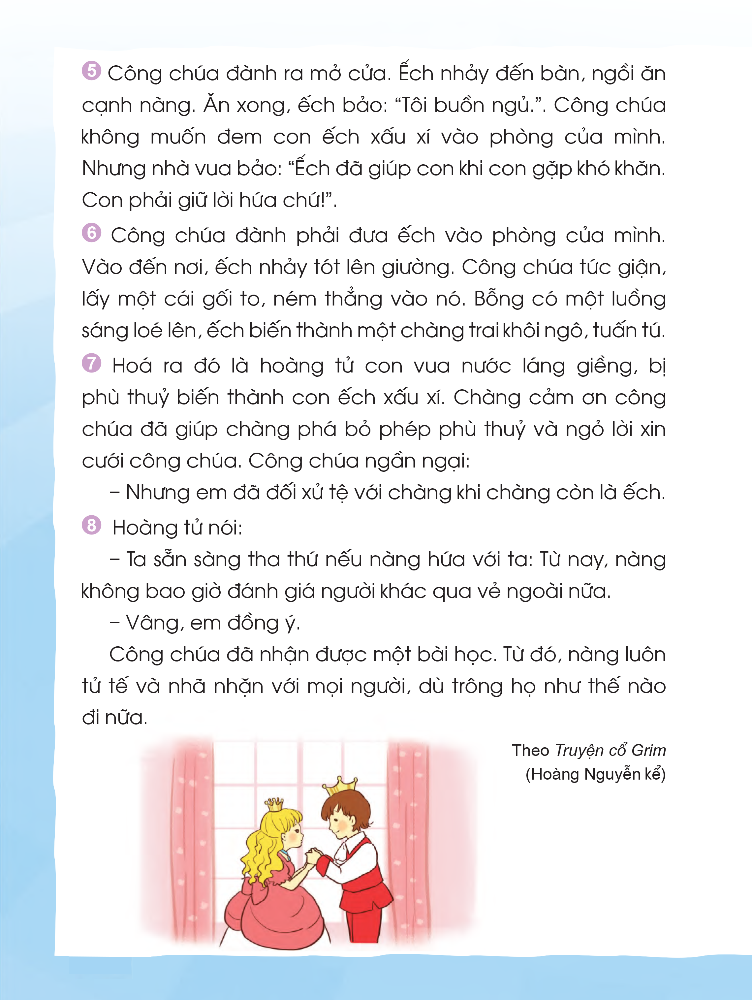 5 Công chúa đành ra mở cửa. Ếch nhảy đến bàn, ngồi ăn
cạnh nàng. Ăn xong, ếch bảo: “Tôi buồn ngủ.”. Công chúa
không muốn đem con ếch xấu xí vào phòng của mình.
Nhưng nhà vua bảo: “Ếch đã giúp con khi con gặp khó khăn.
Con phải giữ lời hứa chứ!”.
6 Công chúa đành phải đưa ếch vào phòng của mình.
Vào đến nơi, ếch nhảy tót lên giường. Công chúa tức giận,
lấy một cái gối to, ném thẳng vào nó. Bỗng có một luồng
sáng loé lên, ếch biến thành một chàng trai khôi ngô, tuấn tú.
7 Hoá ra đó là hoàng tử con vua nước láng giềng, bị
phù thuỷ biến thành con ếch xấu xí. Chàng cảm ơn công
chúa đã giúp chàng phá bỏ phép phù thuỷ và ngỏ lời xin
cưới công chúa. Công chúa ngần ngại:
– Nhưng em đã đối xử tệ với chàng khi chàng còn là ếch.
8 Hoàng tử nói:
– Ta sẵn sàng tha thứ nếu nàng hứa với ta: Từ nay, nàng
không bao giờ đánh giá người khác qua vẻ ngoài nữa.
– Vâng, em đồng ý.
Công chúa đã nhận được một bài học. Từ đó, nàng luôn
tử tế và nhã nhặn với mọi người, dù trông họ như thế nào
đi nữa.
Theo Truyện cổ Grim
(Hoàng Nguyễn kể)